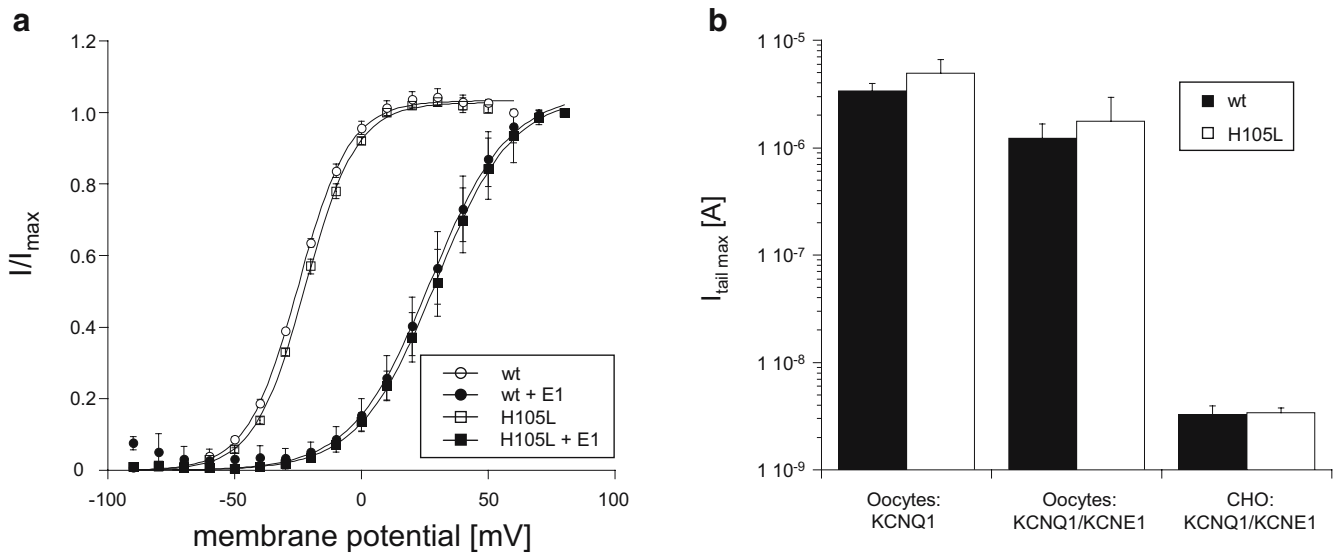 a
I/Imax
1.2
1.0
0.8
0.6
0.4
0.2
0
-100
-50
0
50
100
membrane potential [mV]
wt
wt + E1
H105L
H105L + E1
b
Itail max [A]
1 10-5
1 10-6
1 10-7
1 10-8
1 10-9
wt
H105L
Oocytes:
KCNQ1
Oocytes:
KCNQ1/KCNE1
CHO:
KCNQ1/KCNE1